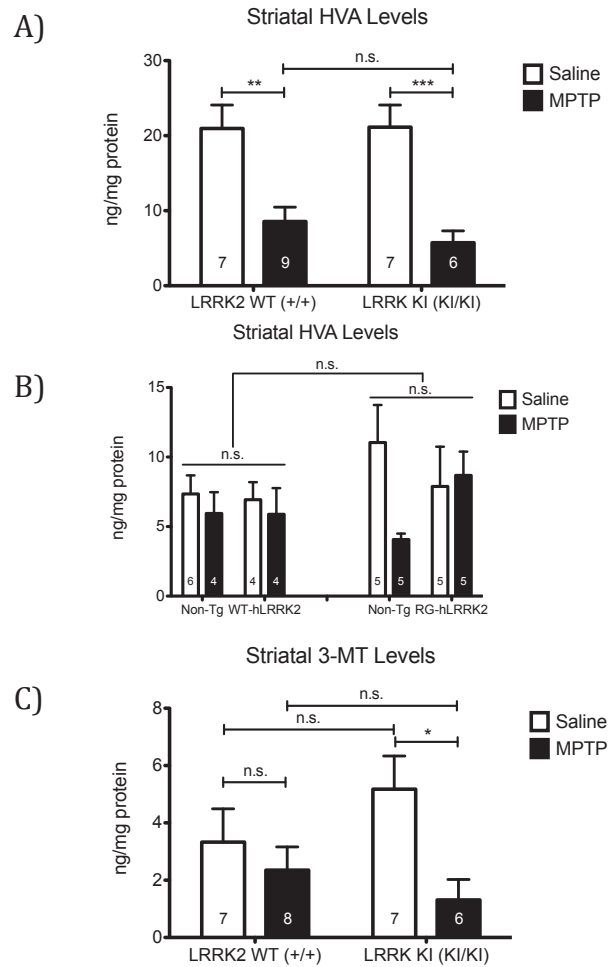 A)
Striatal HVA Levels
ng/mg protein
30
20
10
0
n.s.
**
***
Saline
MPTP
7
9
7
6
LRRK2 WT (+/+)
LRRK KI (KI/KI)
B)
Striatal HVA Levels
ng/mg protein
15
10
5
0
n.s.
n.s.
n.s.
Saline
MPTP
6
4
4
4
5
5
5
5
Non-Tg WT-hLRRK2
Non-Tg RG-hLRRK2
C)
Striatal 3-MT Levels
ng/mg protein
8
6
4
2
0
n.s.
n.s.
*
n.s.
Saline
MPTP
7
8
7
6
LRRK2 WT (+/+)
LRRK KI (KI/KI)